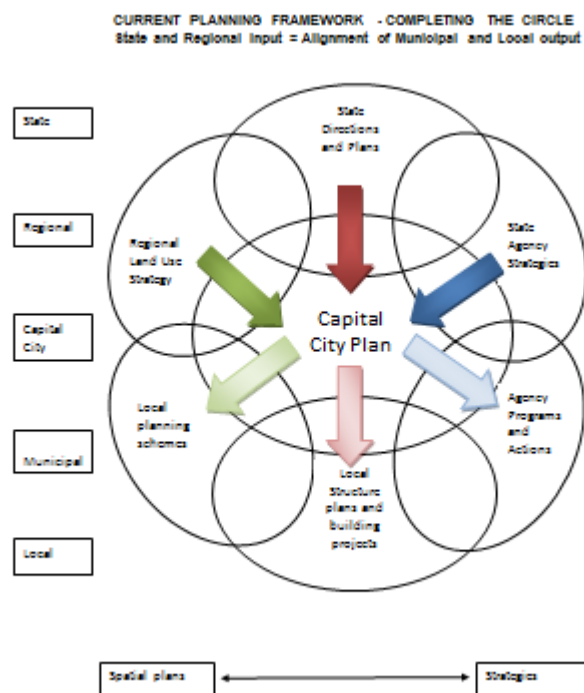 CURRENT PLANNING FRAMEWORK - COMPLETING THE CIRCLE
State and Regional input = Alignment of Municipal and Local output
State
State
Directions
and Plans
Regional
Regional
Land Use
Strategy
State
Agency
Strategies
Capital
City
Capital
City Plan
Local
planning
schemes
Agency
Programs
and
Actions
Municipal
Local
Structure
plans and
building
projects
Local
Spatial plans
Strategies